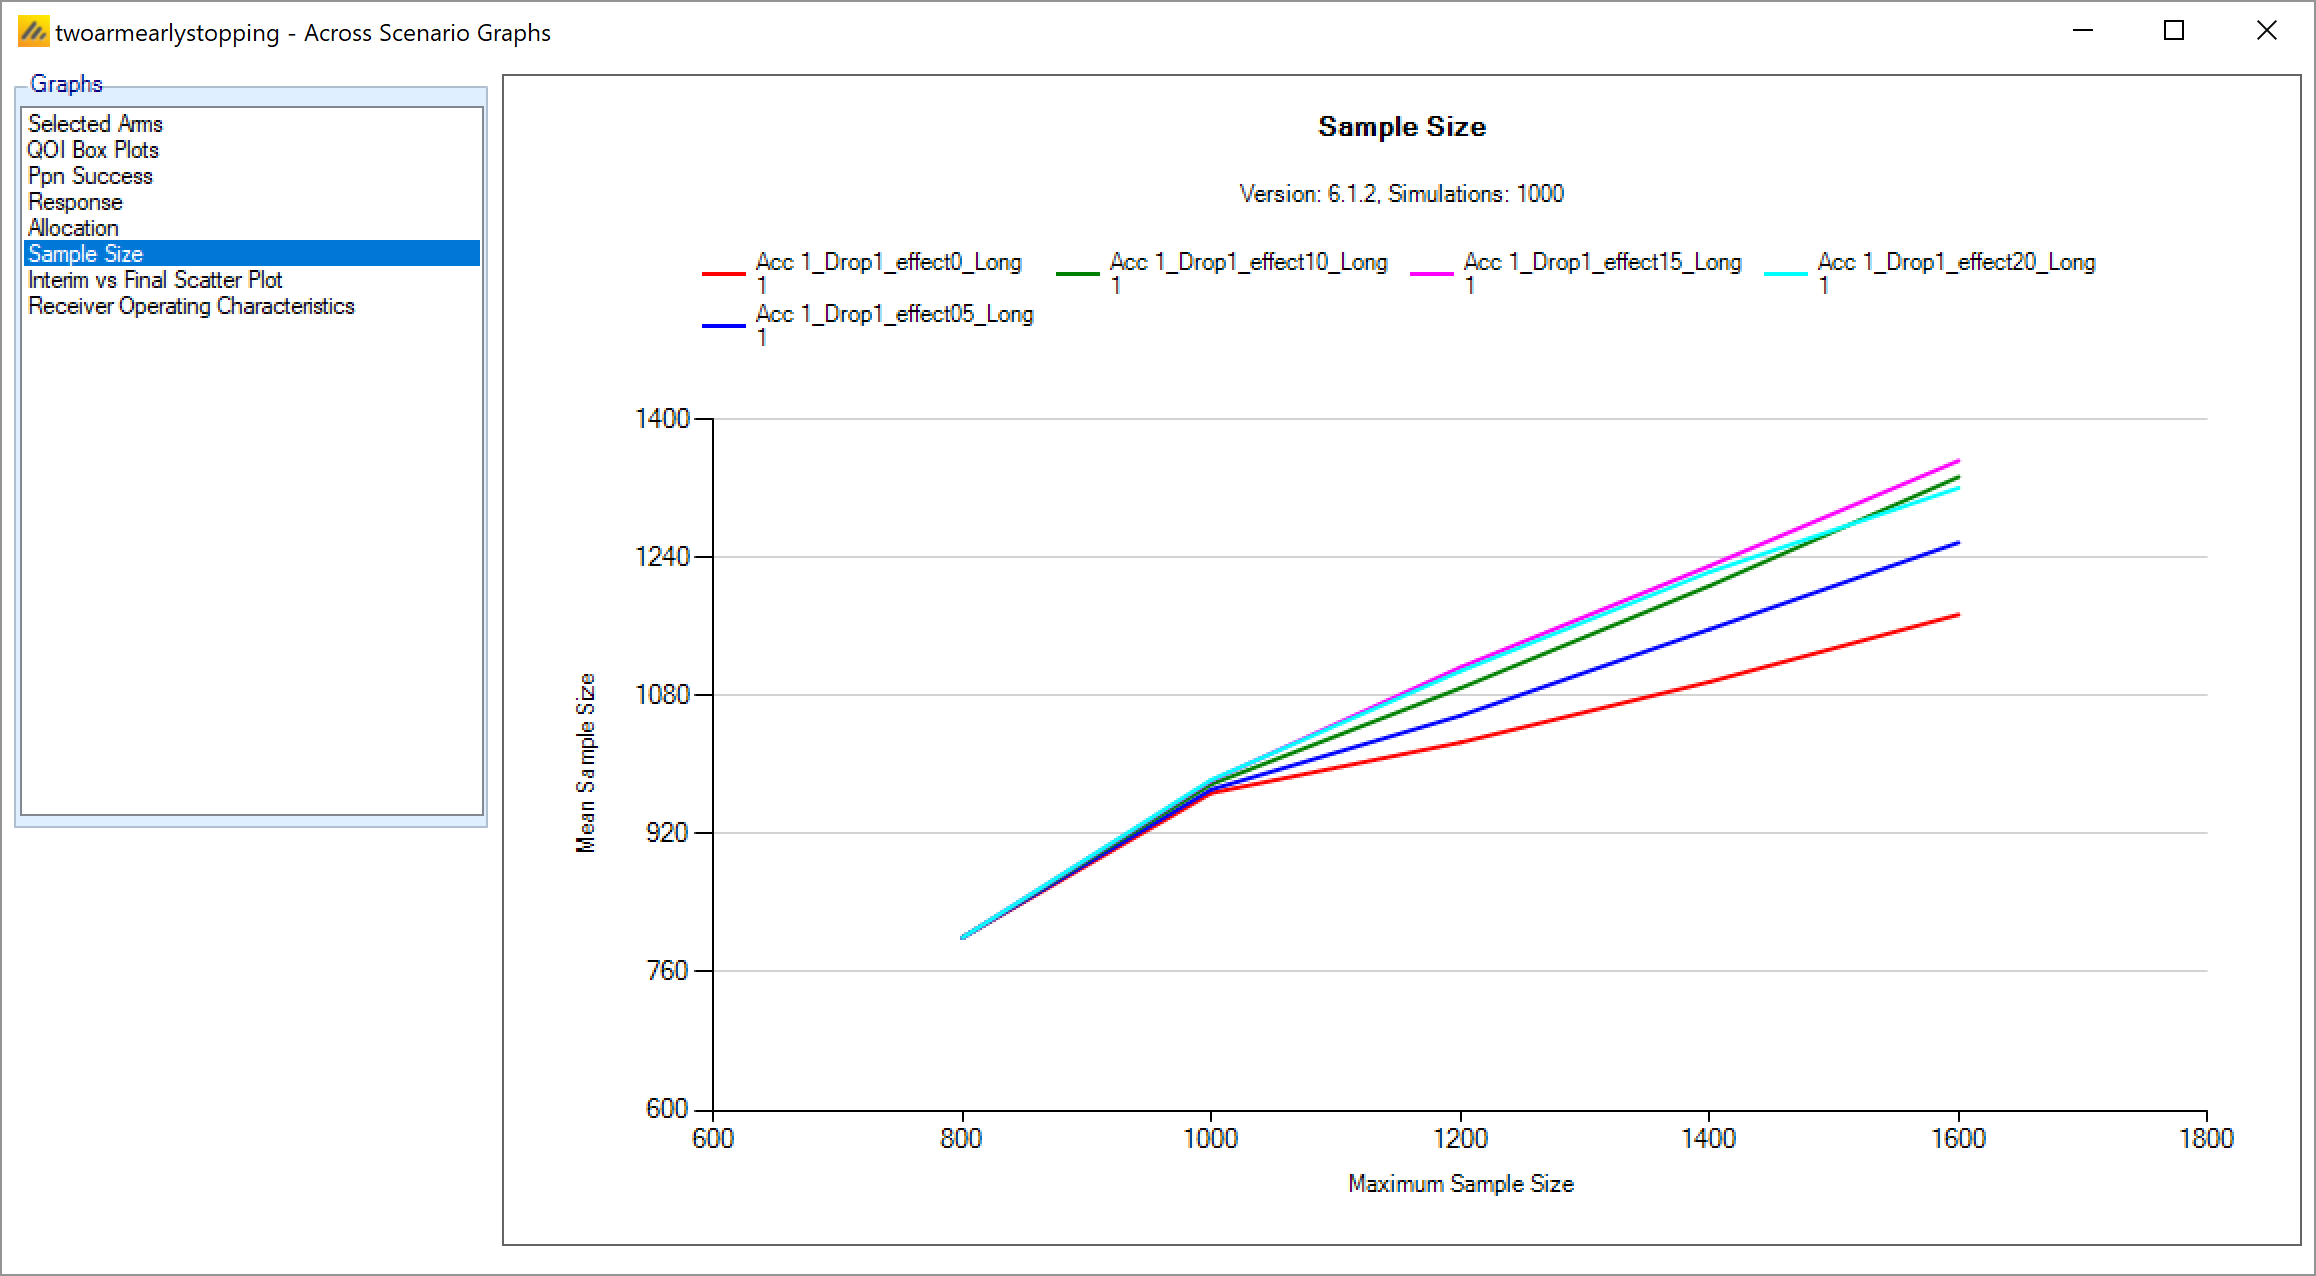 twoarmearlystopping - Across Scenario Graphs
Graphs
Selected Arms
QOI Box Plots
Ppn Success
Response
Allocation
Sample Size
Interim vs Final Scatter Plot
Receiver Operating Characteristics
Sample Size
Version: 6.1.2, Simulations: 1000
Acc 1_Drop1_effect0_Long
1
Acc 1_Drop1_effect10_Long
1
Acc 1_Drop1_effect15_Long
1
Acc 1_Drop1_effect20_Long
1
Acc 1_Drop1_effect05_Long
1
Mean Sample Size
1400
1240
1080
920
760
600
600 800 1000 1200 1400 1600 1800
Maximum Sample Size